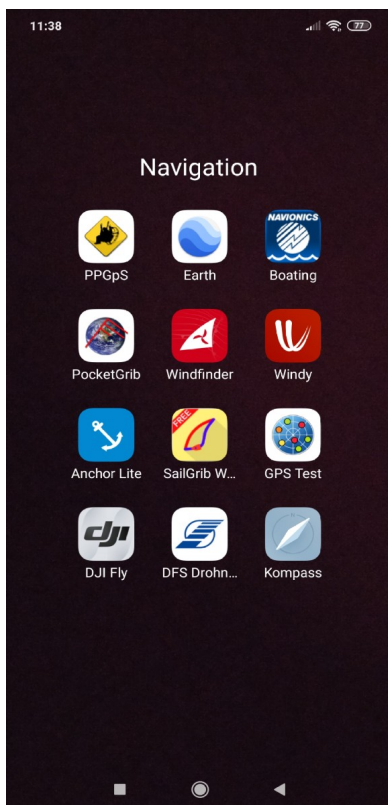 11:38
77
Navigation
NAVIONICS
PPGpS
Earth
Boating
PocketGrib
Windfinder
Windy
FREE
Anchor Lite
SailGrib W...
GPS Test
dji
DJI Fly
DFS Drohn...
Kompass